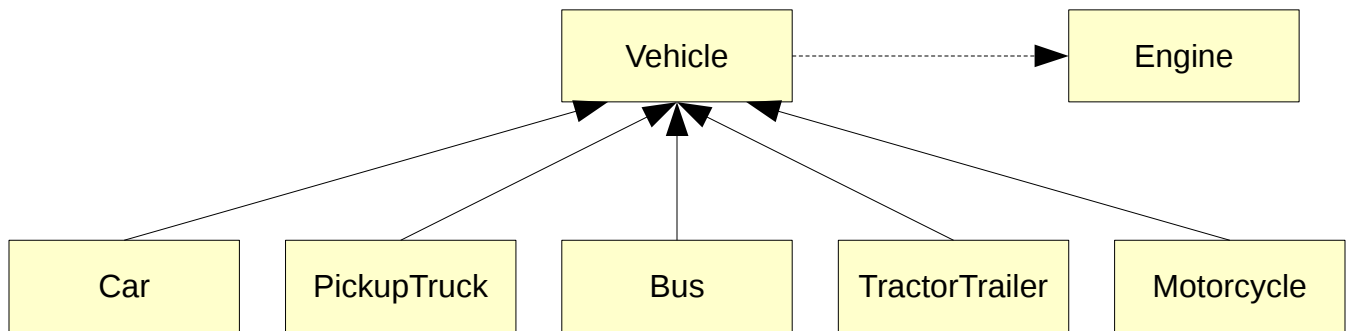 Vehicle
Engine
Car
PickupTruck
Bus
TractorTrailer
Motorcycle